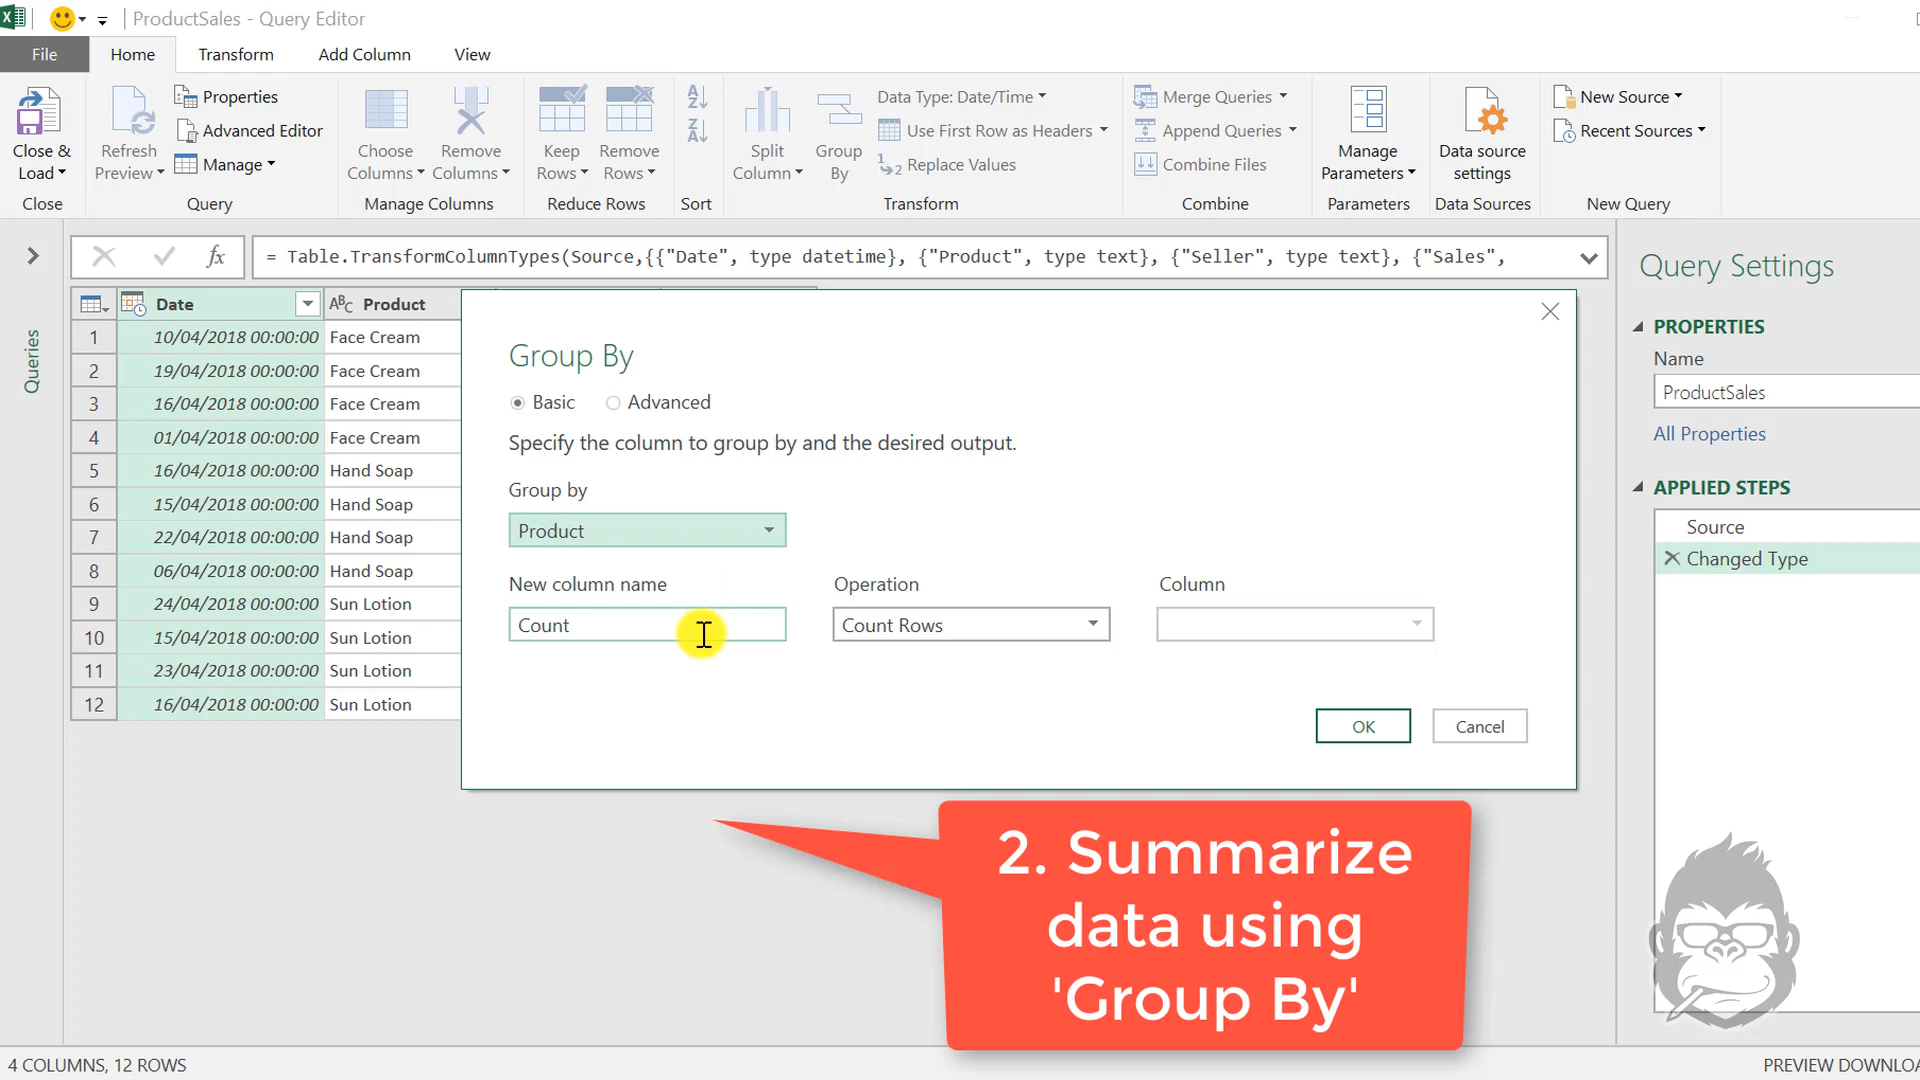 ProductSales - Query Editor
File Home Transform Add Column View
Close & Load
Refresh Preview
Properties
Advanced Editor
Manage
Choose Columns
Remove Columns
Keep Rows
Remove Rows
A Z
Z A
Split Column
Group By
Data Type: Date/Time
Use First Row as Headers
1 2 Replace Values
Merge Queries
Append Queries
Combine Files
Manage Parameters
Data source settings
New Source
Recent Sources
Close Query Manage Columns Reduce Rows Sort Transform Combine Parameters Data Sources New Query
fx = Table.TransformColumnTypes(Source,{{"Date", type datetime}, {"Product", type text}, {"Seller", type text}, {"Sales",
Queries
Date ABC Product
1 10/04/2018 00:00:00 Face Cream
2 19/04/2018 00:00:00 Face Cream
3 16/04/2018 00:00:00 Face Cream
4 01/04/2018 00:00:00 Face Cream
5 16/04/2018 00:00:00 Hand Soap
6 15/04/2018 00:00:00 Hand Soap
7 22/04/2018 00:00:00 Hand Soap
8 06/04/2018 00:00:00 Hand Soap
9 24/04/2018 00:00:00 Sun Lotion
10 15/04/2018 00:00:00 Sun Lotion
11 23/04/2018 00:00:00 Sun Lotion
12 16/04/2018 00:00:00 Sun Lotion
Group By
Basic Advanced
Specify the column to group by and the desired output.
Group by
Product
New column name Operation Column
Count Count Rows
OK Cancel
2. Summarize
data using
'Group By'
Query Settings
PROPERTIES
Name
ProductSales
All Properties
APPLIED STEPS
Source
Changed Type
4 COLUMNS, 12 ROWS
PREVIEW